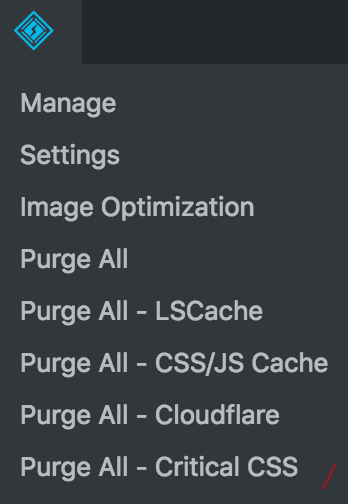 Manage
Settings
Image Optimization
Purge All
Purge All - LSCache
Purge All - CSS/JS Cache
Purge All - Cloudflare
Purge All - Critical CSS